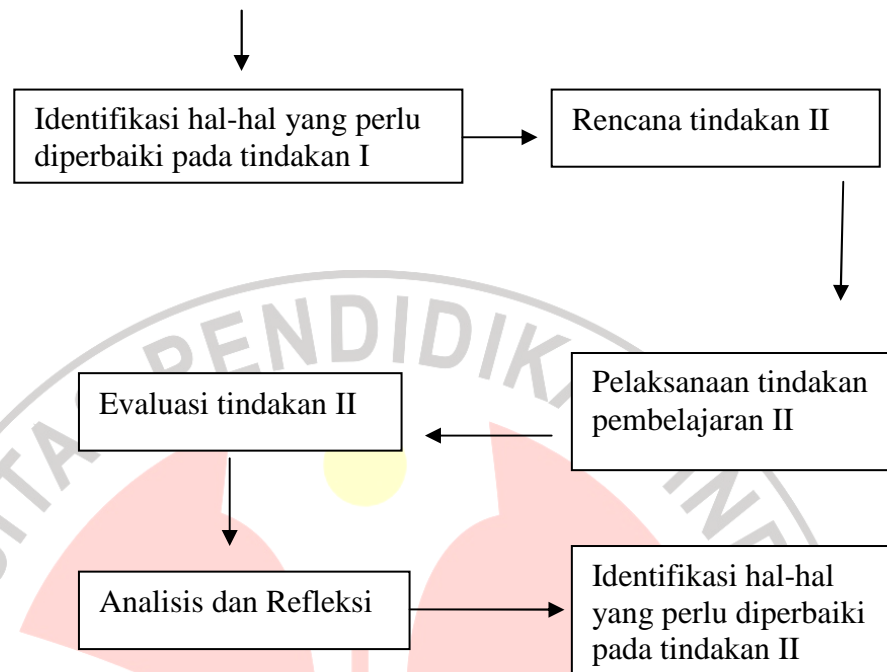 Identifikasi hal-hal yang perlu
diperbaiki pada tindakan I
Rencana tindakan II
Pelaksanaan tindakan
pembelajaran II
Evaluasi tindakan II
Analisis dan Refleksi
Identifikasi hal-hal
yang perlu diperbaiki
pada tindakan II